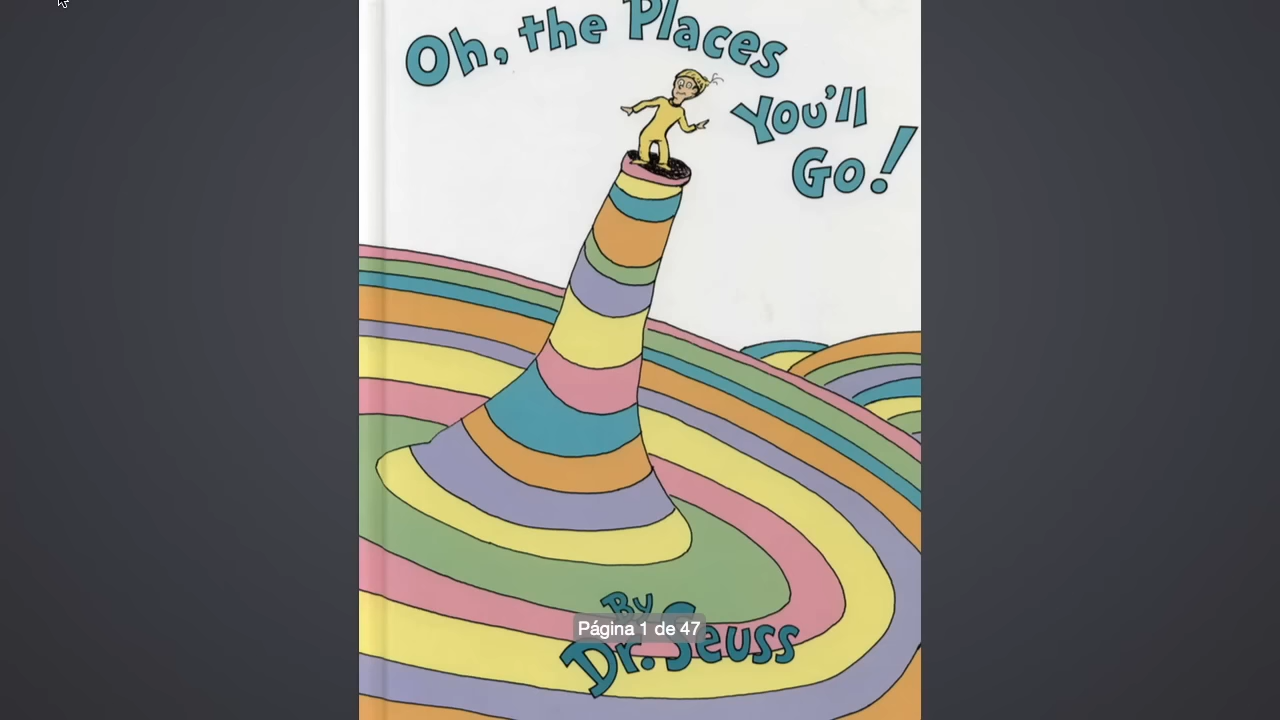 Oh, the Places
You'll
Go!
By
Dr. Seuss
Página 1 de 47